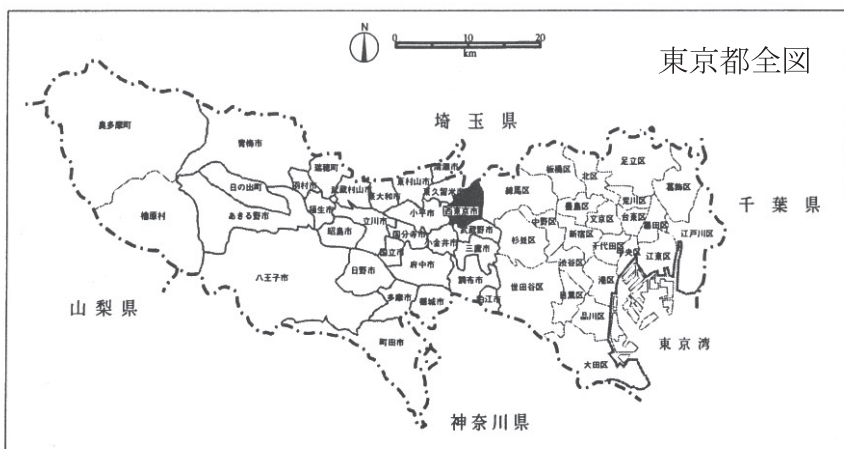 東京都全図
N
0 10 20
km
埼玉県
千葉県
山梨県
神奈川県
東京湾
奥多摩町
青梅市
瑞穂町
清瀬市
日の出町
羽村市
武蔵村山市
東大和市
東村山市
東久留米市
西東京市
練馬区
板橋区
北区
足立区
葛飾区
檜原村
あきる野市
福生市
昭島市
立川市
小平市
国分寺市
小金井市
武蔵野市
三鷹市
杉並区
中野区
豊島区
文京区
荒川区
台東区
墨田区
江戸川区
新宿区
千代田区
中央区
江東区
八王子市
日野市
国立市
府中市
調布市
狛江市
世田谷区
渋谷区
目黒区
港区
品川区
多摩市
稲城市
町田市
大田区